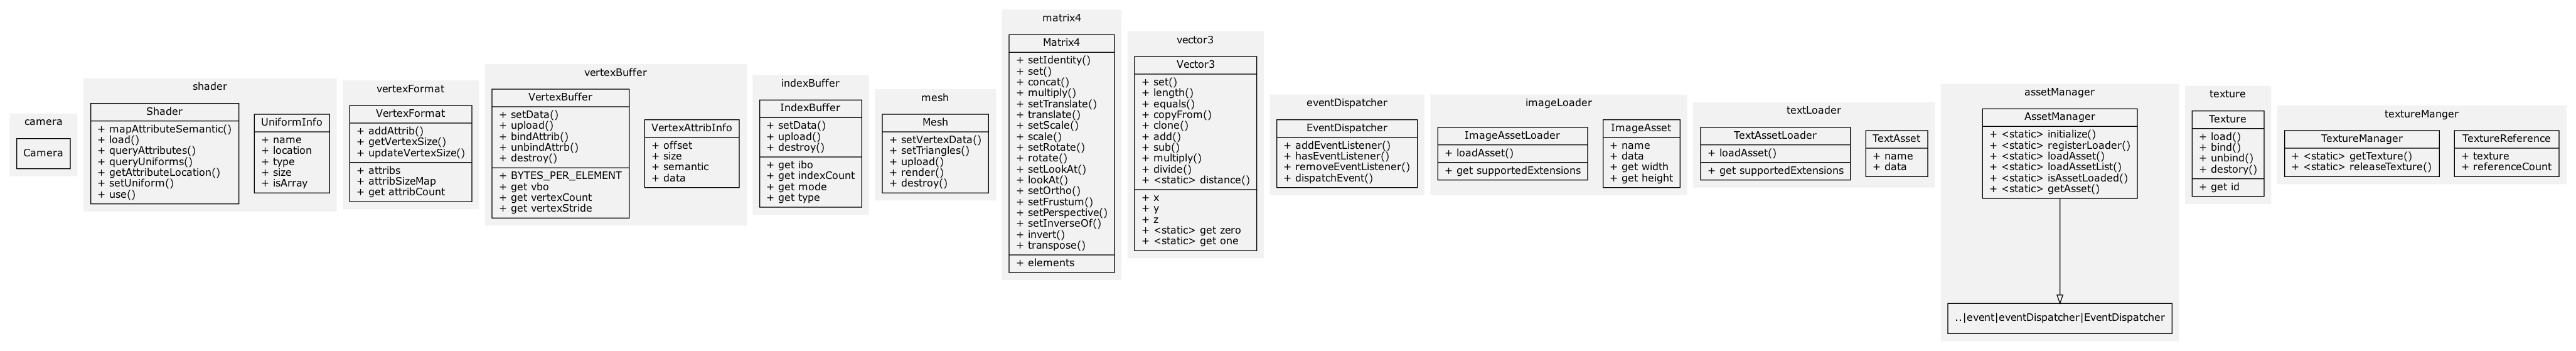 camera
Camera
shader
Shader
+ mapAttributeSemantic()
+ load()
+ queryAttributes()
+ queryUniforms()
+ getAttributeLocation()
+ setUniform()
+ use()
UniformInfo
+ name
+ location
+ type
+ size
+ isArray
vertexFormat
VertexFormat
+ addAttrib()
+ getVertexSize()
+ updateVertexSize()
+ attribs
+ attribSizeMap
+ get attribCount
vertexBuffer
VertexBuffer
+ setData()
+ upload()
+ bindAttrib()
+ unbindAttrb()
+ destroy()
+ BYTES_PER_ELEMENT
+ get vbo
+ get vertexCount
+ get vertexStride
VertexAttribInfo
+ offset
+ size
+ semantic
+ data
indexBuffer
IndexBuffer
+ setData()
+ upload()
+ destroy()
+ get ibo
+ get indexCount
+ get mode
+ get type
mesh
Mesh
+ setVertexData()
+ setTriangles()
+ upload()
+ render()
+ destroy()
matrix4
Matrix4
+ setIdentity()
+ set()
+ concat()
+ multiply()
+ setTranslate()
+ translate()
+ setScale()
+ scale()
+ setRotate()
+ rotate()
+ setLookAt()
+ lookAt()
+ setOrtho()
+ setFrustum()
+ setPerspective()
+ setInverseOf()
+ invert()
+ transpose()
+ elements
vector3
Vector3
+ set()
+ length()
+ equals()
+ copyFrom()
+ clone()
+ add()
+ sub()
+ multiply()
+ divide()
+ <static> distance()
+ x
+ y
+ z
+ <static> get zero
+ <static> get one
eventDispatcher
EventDispatcher
+ addEventListener()
+ hasEventListener()
+ removeEventListener()
+ dispatchEvent()
imageLoader
ImageAssetLoader
+ loadAsset()
+ get supportedExtensions
ImageAsset
+ name
+ data
+ get width
+ get height
textLoader
TextAssetLoader
+ loadAsset()
+ get supportedExtensions
TextAsset
+ name
+ data
assetManager
AssetManager
+ <static> initialize()
+ <static> registerLoader()
+ <static> loadAsset()
+ <static> loadAssetList()
+ <static> isAssetLoaded()
+ <static> getAsset()
..|event|eventDispatcher|EventDispatcher
texture
Texture
+ load()
+ bind()
+ unbind()
+ destory()
+ get id
textureManger
TextureManager
+ <static> getTexture()
+ <static> releaseTexture()
TextureReference
+ texture
+ referenceCount